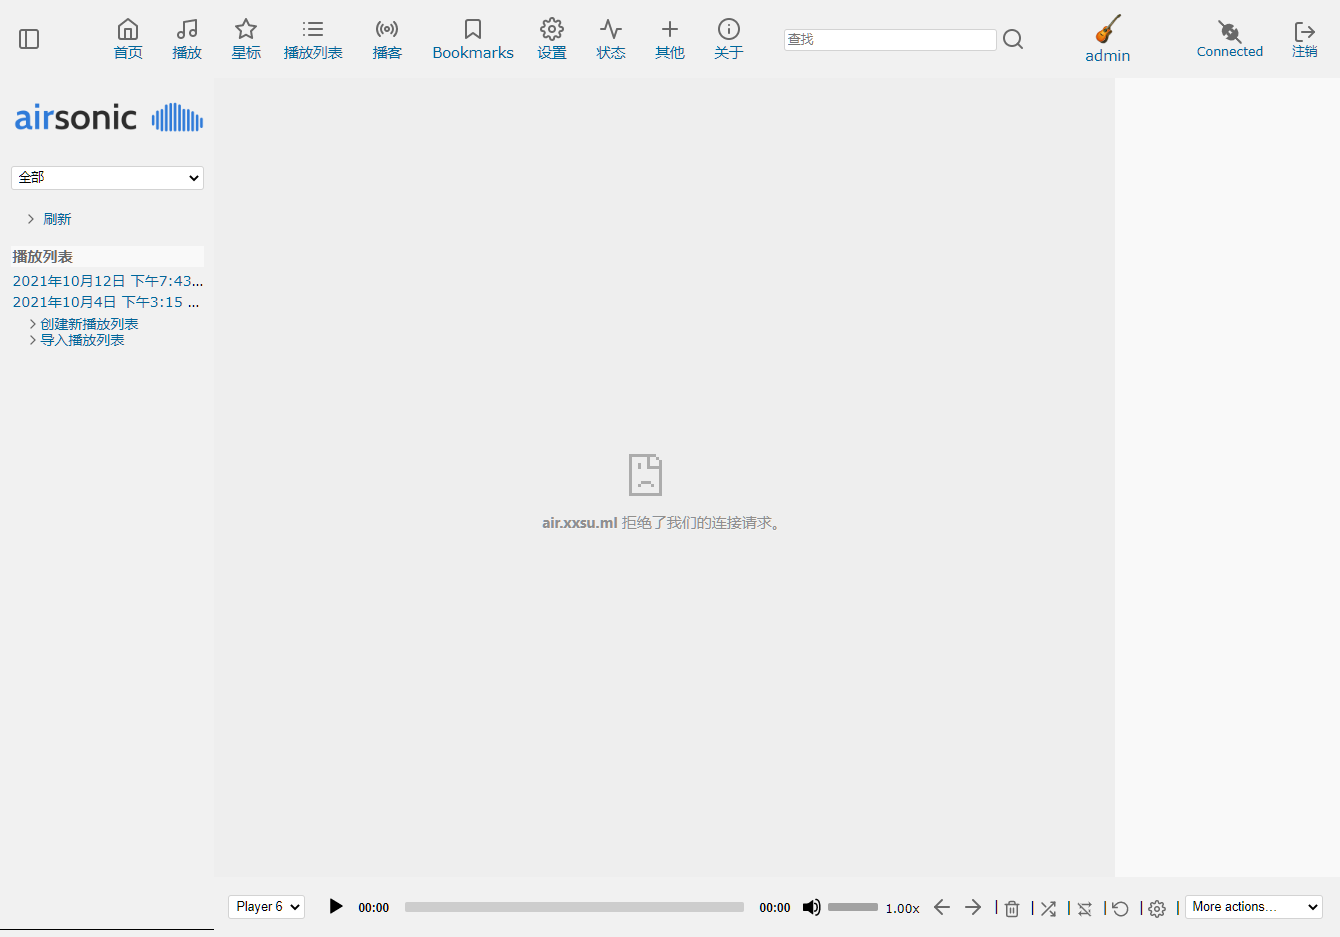 首页
播放
星标
播放列表
播客
Bookmarks
设置
状态
其他
关于
查找
admin
Connected
注销
airsonic
全部
刷新
播放列表
2021年10月12日 下午7:43...
2021年10月4日 下午3:15 ...
创建新播放列表
导入播放列表
air.xxsu.ml 拒绝了我们的连接请求。
Player 6
00:00
00:00
1.00x
|
|
|
|
|
|
More actions...